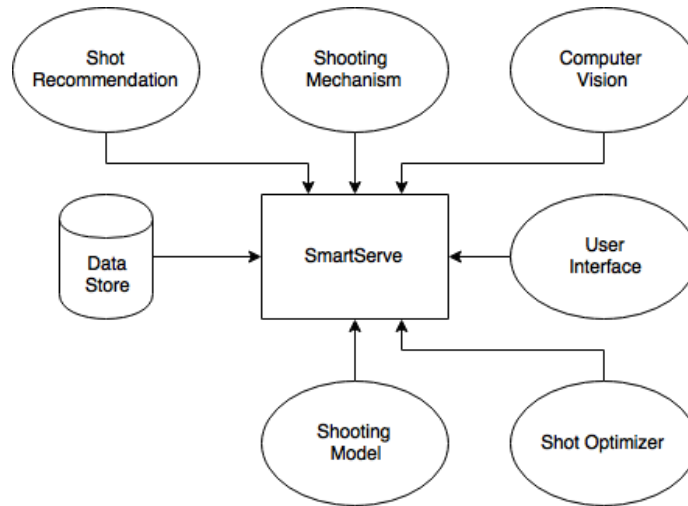 Shot
Recommendation
Shooting
Mechanism
Computer
Vision
Data
Store
SmartServe
User
Interface
Shooting
Model
Shot Optimizer